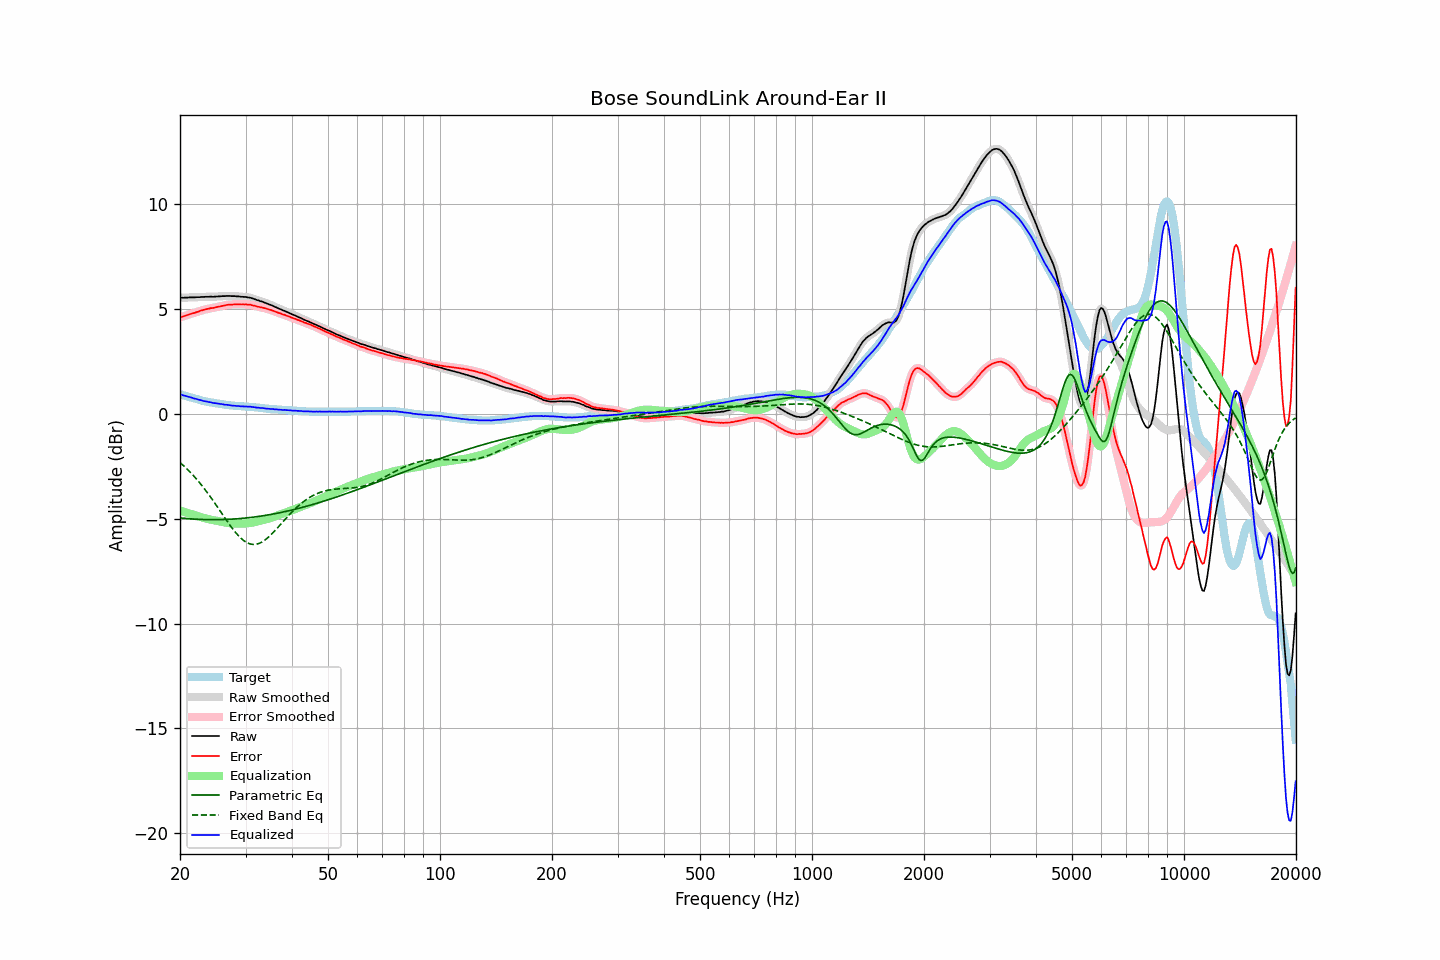 Bose SoundLink Around-Ear II
Amplitude (dBr)
10
5
0
−5
−10
−15
−20
Target
Raw Smoothed
Error Smoothed
Raw
Error
Equalization
Parametric Eq
Fixed Band Eq
Equalized
20 50 100 200 500 1000 2000 5000 10000 20000
Frequency (Hz)